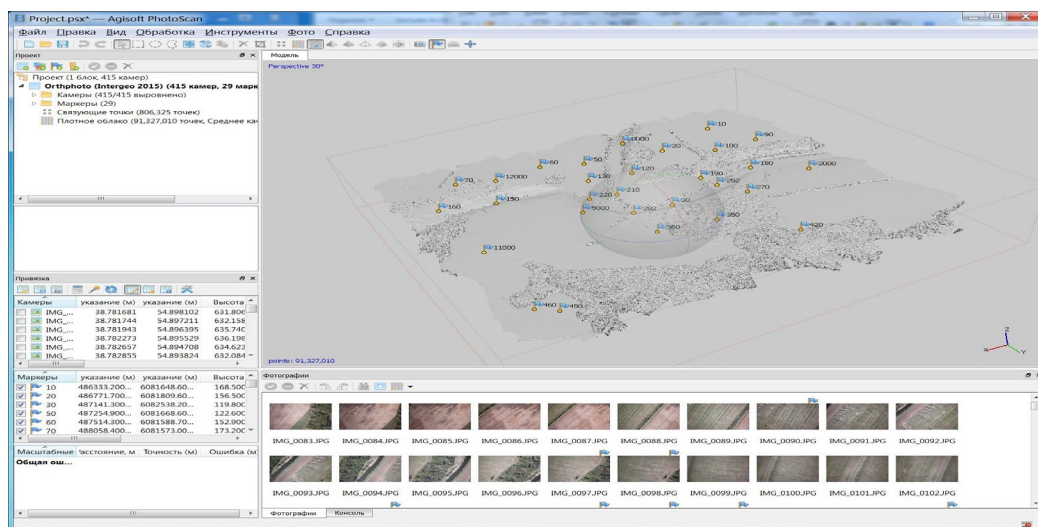 Project.psx* — Agisoft PhotoScan
Файл Правка Вид Обработка Инструменты Фото Справка
Проект
Проект (1 блок, 415 камер)
Orthphoto (Intergeo 2015) (415 камер, 29 марк
Камеры (415/415 выровнено)
Маркеры (29)
Связующие точки (806,325 точек)
Плотное облако (91,327,010 точек, Среднее кач
Привязка
Камеры указание (м) указание (м) Высота
IMG_... 38.781681 54.898102 631.806
IMG_... 38.781744 54.897211 632.158
IMG_... 38.781943 54.896395 635.740
IMG_... 38.782273 54.895529 636.198
IMG_... 38.782657 54.894708 634.623
IMG_... 38.782855 54.893824 632.084
Маркеры указание (м) указание (м) Высота
10 486333.200... 6081648.60... 168.500
20 486771.700... 6081809.60... 156.500
30 487141.300... 6082538.20... 119.800
50 487254.900... 6081668.60... 122.600
60 487514.300... 6081588.70... 152.900
70 488058.400... 6081573.00... 173.200
Масштабные Расстояние, м Точность (м) Ошибка (м
Общая ош...
Модель
Perspective 30°
10
90
8000
20
100
60
50
180
2000
120
70
12000
130
190
252
270
210
150
220
160
9000
202
30
350
360
420
11000
460
450
Z
X
Y
points: 91,327,010
Фотографии
IMG_0083.JPG IMG_0084.JPG IMG_0085.JPG IMG_0086.JPG IMG_0087.JPG IMG_0088.JPG IMG_0089.JPG IMG_0090.JPG IMG_0091.JPG IMG_0092.JPG
IMG_0093.JPG IMG_0094.JPG IMG_0095.JPG IMG_0096.JPG IMG_0097.JPG IMG_0098.JPG IMG_0099.JPG IMG_0100.JPG IMG_0101.JPG IMG_0102.JPG
Фотографии Консоль